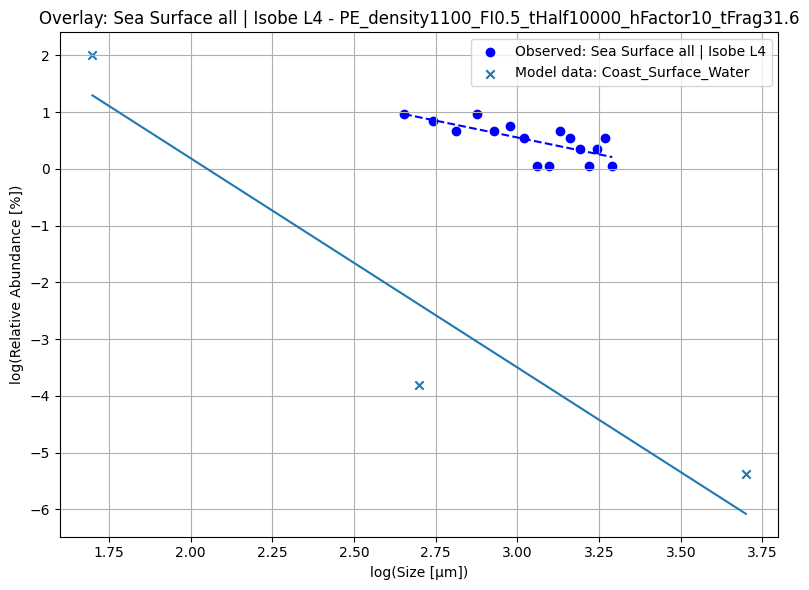 Overlay: Sea Surface all | Isobe L4 - PE_density1100_FI0.5_tHalf10000_hFactor10_tFrag31.6
Observed: Sea Surface all | Isobe L4
Model data: Coast_Surface_Water
log(Relative Abundance [%])
2
1
0
−1
−2
−3
−4
−5
−6
1.75 2.00 2.25 2.50 2.75 3.00 3.25 3.50 3.75
log(Size [µm])